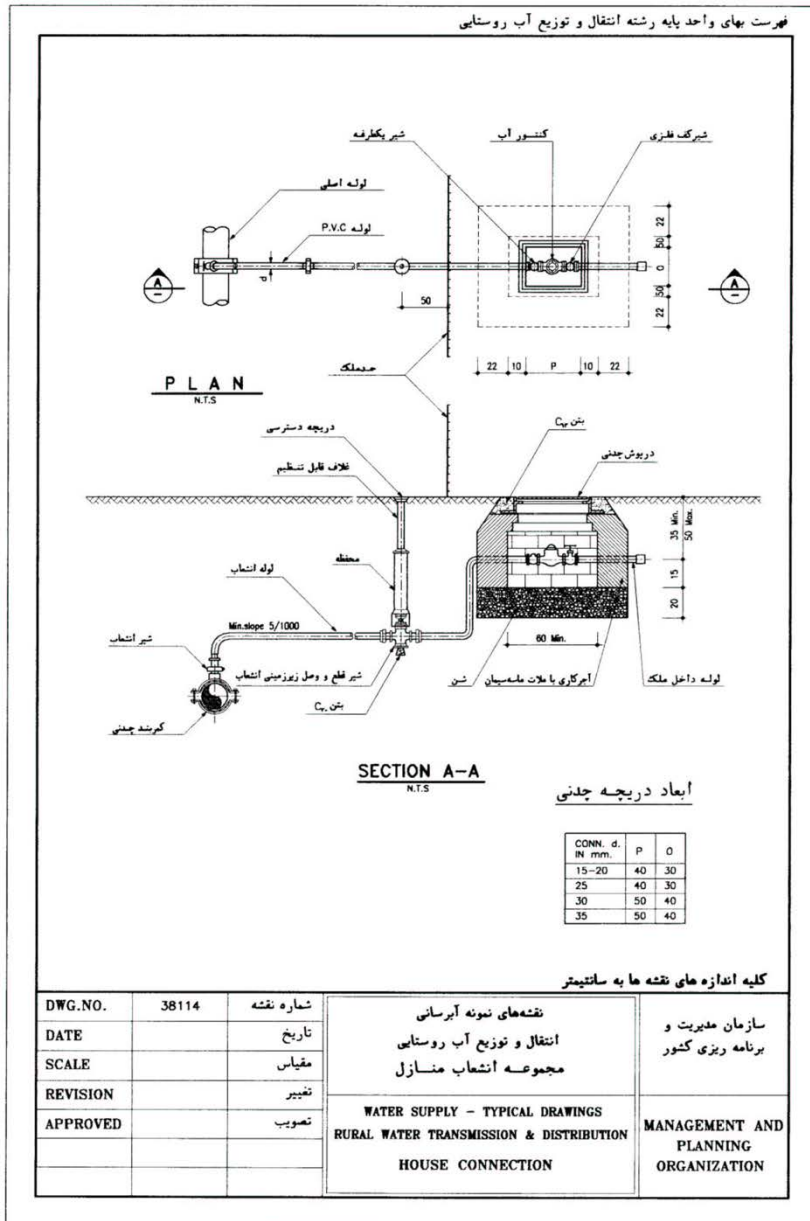 فهرست بهای واحد پایه رشته انتقال و توزیع آب روستایی
شیر یکطرفه
کنتور آب
شیرکف فلزی
لوله اصلی
لوله P.V.C
d
A
A
50
22
50
O
50
22
22 10 P 10 22
حد ملک
PLAN
N.T.S
دریچه دسترسی
غلاف قابل تنظیم
محفظه
لوله انشعاب
Min.slope 5/1000
شیر انشعاب
کمربند چدنی
شیر قطع و وصل زیرزمینی انشعاب
درپوش چدنی
35 Min.
50 Max.
15
20
60 Min.
شن
آجرکاری با ملات ماسه سیمان
لوله داخل ملک
SECTION A-A
N.T.S
ابعاد دریچه چدنی
CONN. d. IN mm. P O
15-20 40 30
25 40 30
30 50 40
35 50 40
کلیه اندازه های نقشه ها به سانتیمتر
DWG.NO. 38114 شماره نقشه
DATE تاریخ
SCALE مقیاس
REVISION تغییر
APPROVED تصویب
نقشه‌های نمونه آبرسانی
انتقال و توزیع آب روستایی
مجموعه انشعاب منازل
WATER SUPPLY - TYPICAL DRAWINGS
RURAL WATER TRANSMISSION & DISTRIBUTION
HOUSE CONNECTION
سازمان مدیریت و
برنامه ریزی کشور
MANAGEMENT AND
PLANNING
ORGANIZATION